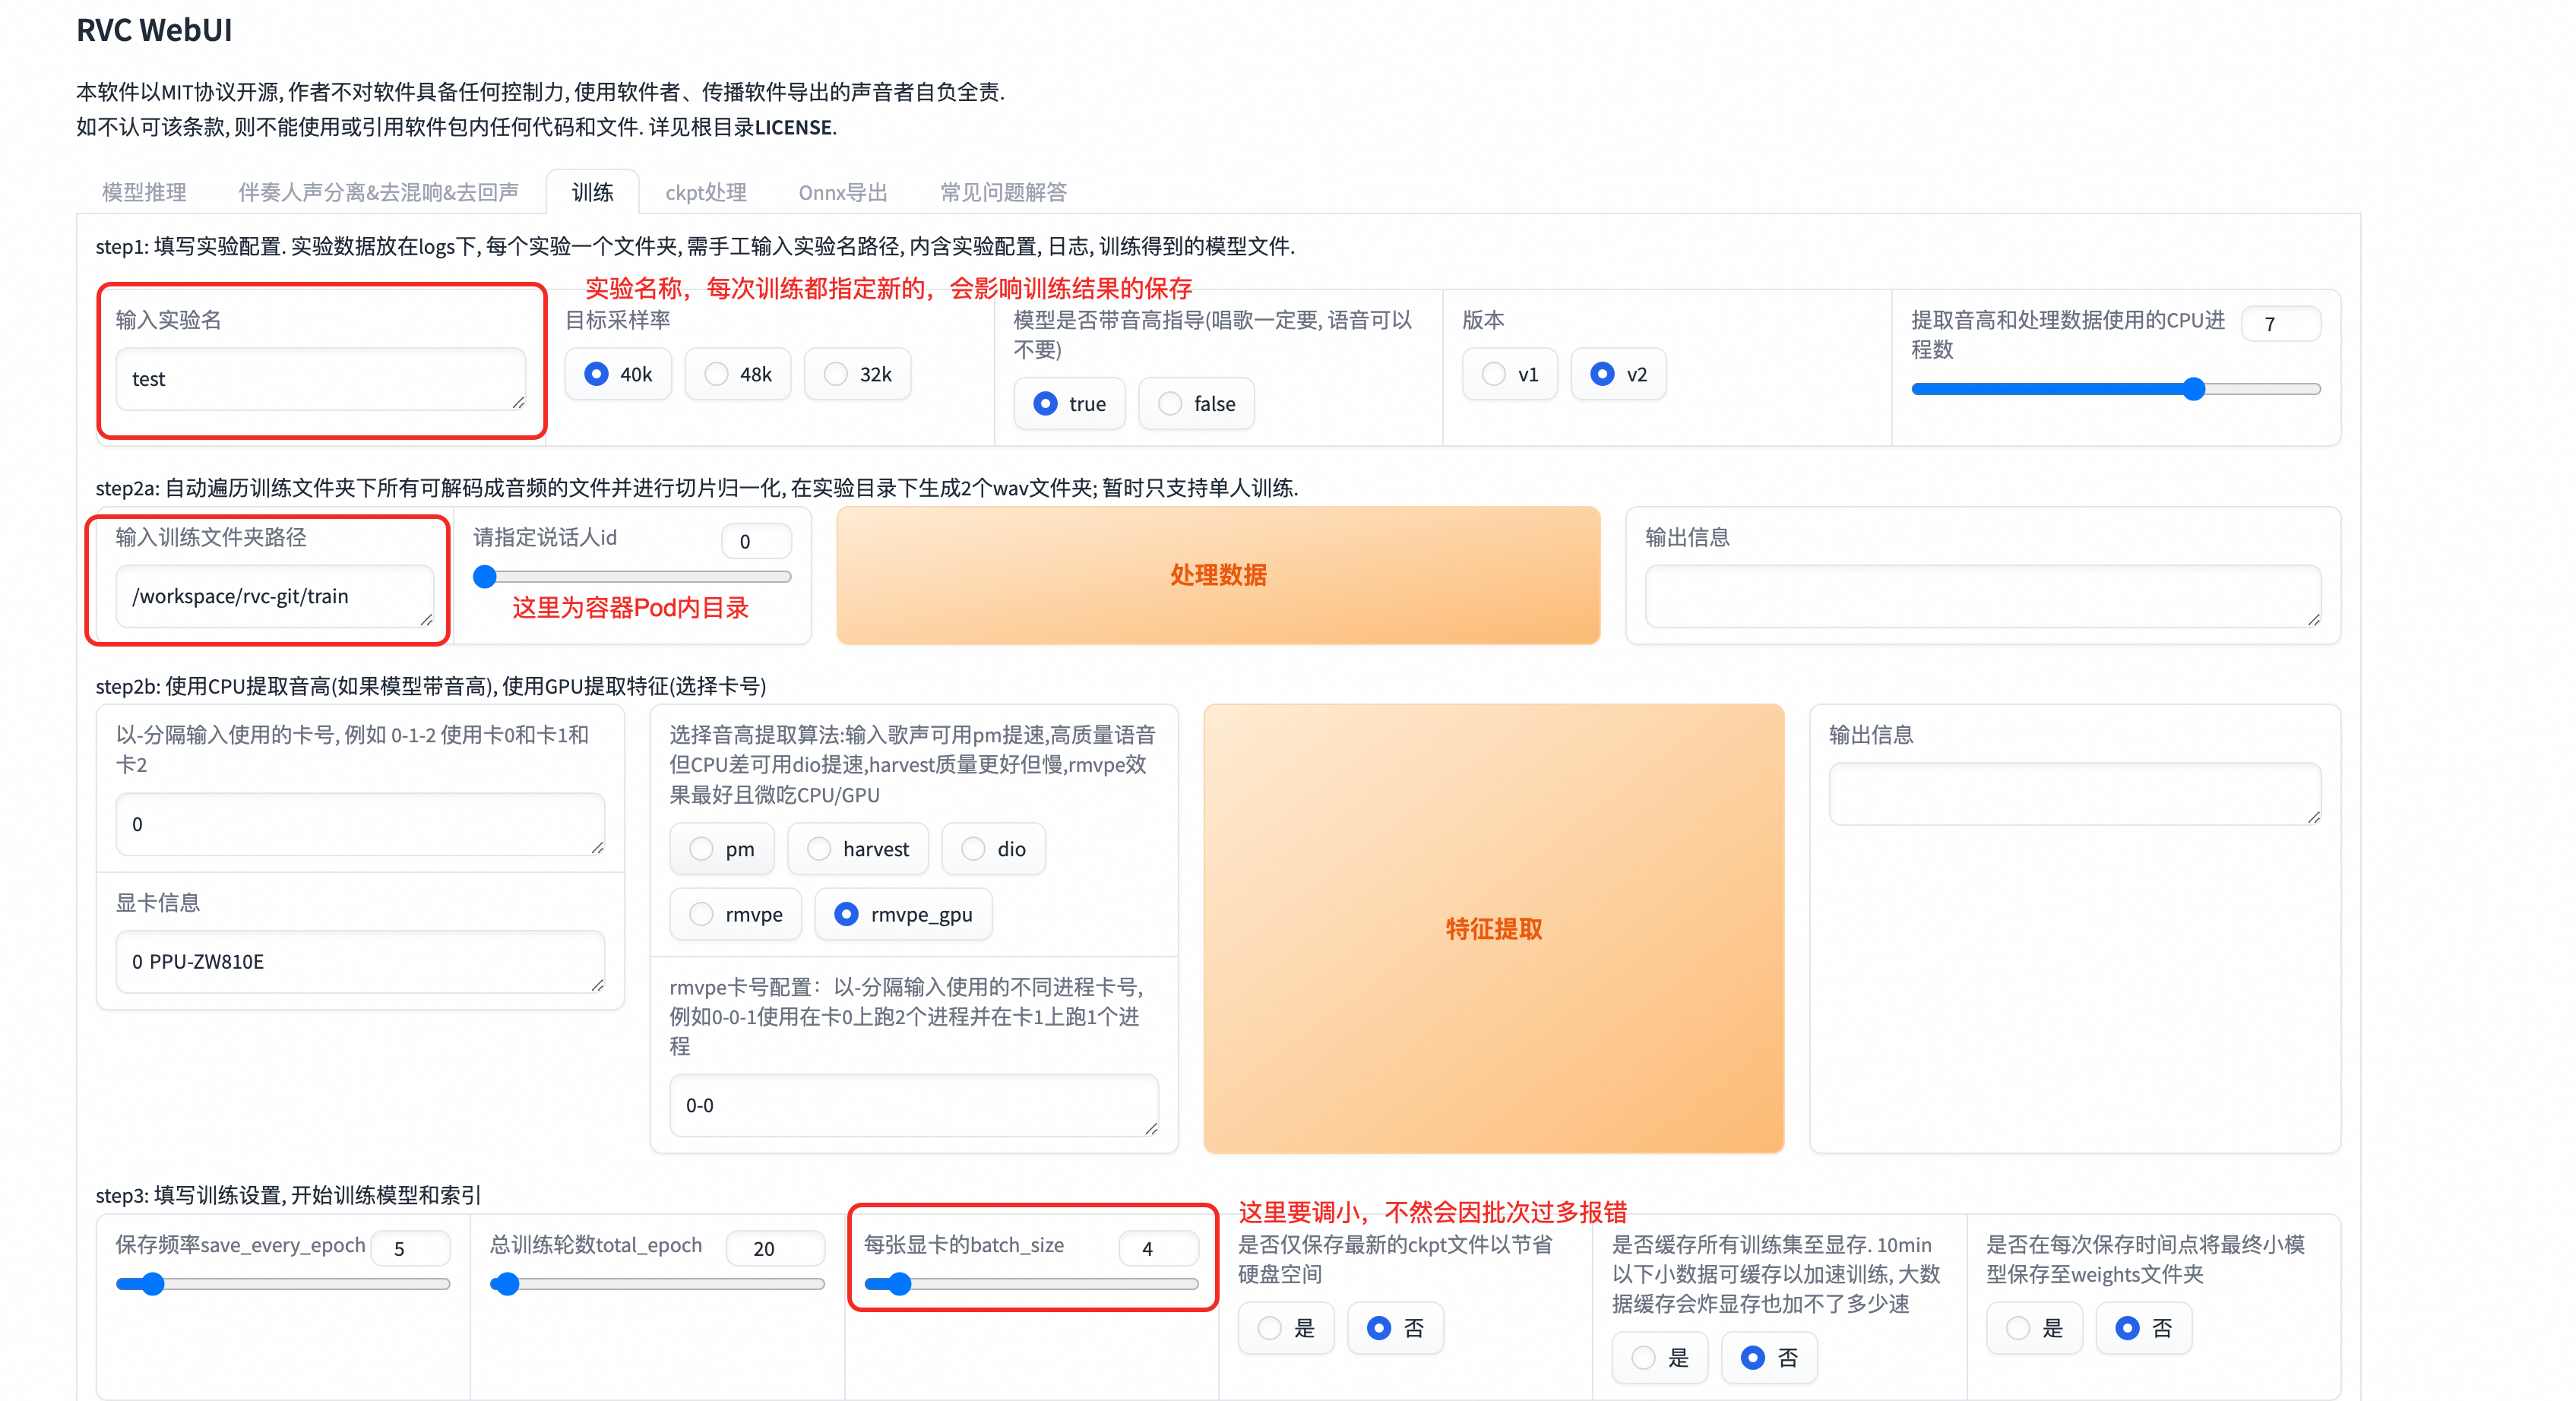 RVC WebUI
本软件以MIT协议开源, 作者不对软件具备任何控制力, 使用软件者、传播软件导出的声音者自负全责.
如不认可该条款, 则不能使用或引用软件包内任何代码和文件. 详见根目录LICENSE.
模型推理
伴奏人声分离&去混响&去回声
训练
ckpt处理
Onnx导出
常见问题解答
step1: 填写实验配置. 实验数据放在logs下, 每个实验一个文件夹, 需手工输入实验名路径, 内含实验配置, 日志, 训练得到的模型文件.
实验名称，每次训练都指定新的，会影响训练结果的保存
输入实验名
test
目标采样率
40k
48k
32k
模型是否带音高指导(唱歌一定要, 语音可以
不要)
true
false
版本
v1
v2
提取音高和处理数据使用的CPU进
程数
7
step2a: 自动遍历训练文件夹下所有可解码成音频的文件并进行切片归一化, 在实验目录下生成2个wav文件夹; 暂时只支持单人训练.
输入训练文件夹路径
/workspace/rvc-git/train
请指定说话人id
0
这里为容器Pod内目录
处理数据
输出信息
step2b: 使用CPU提取音高(如果模型带音高), 使用GPU提取特征(选择卡号)
以-分隔输入使用的卡号, 例如 0-1-2 使用卡0和卡1和
卡2
0
显卡信息
0 PPU-ZW810E
选择音高提取算法:输入歌声可用pm提速,高质量语音
但CPU差可用dio提速,harvest质量更好但慢,rmvpe效
果最好且微吃CPU/GPU
pm
harvest
dio
rmvpe
rmvpe_gpu
rmvpe卡号配置：以-分隔输入使用的不同进程卡号,
例如0-0-1使用在卡0上跑2个进程并在卡1上跑1个进
程
0-0
特征提取
输出信息
step3: 填写训练设置, 开始训练模型和索引
保存频率save_every_epoch
5
总训练轮数total_epoch
20
每张显卡的batch_size
4
这里要调小，不然会因批次过多报错
是否仅保存最新的ckpt文件以节省
硬盘空间
是
否
是否缓存所有训练集至显存. 10min
以下小数据可缓存以加速训练, 大数
据缓存会炸显存也加不了多少速
是
否
是否在每次保存时间点将最终小模
型保存至weights文件夹
是
否